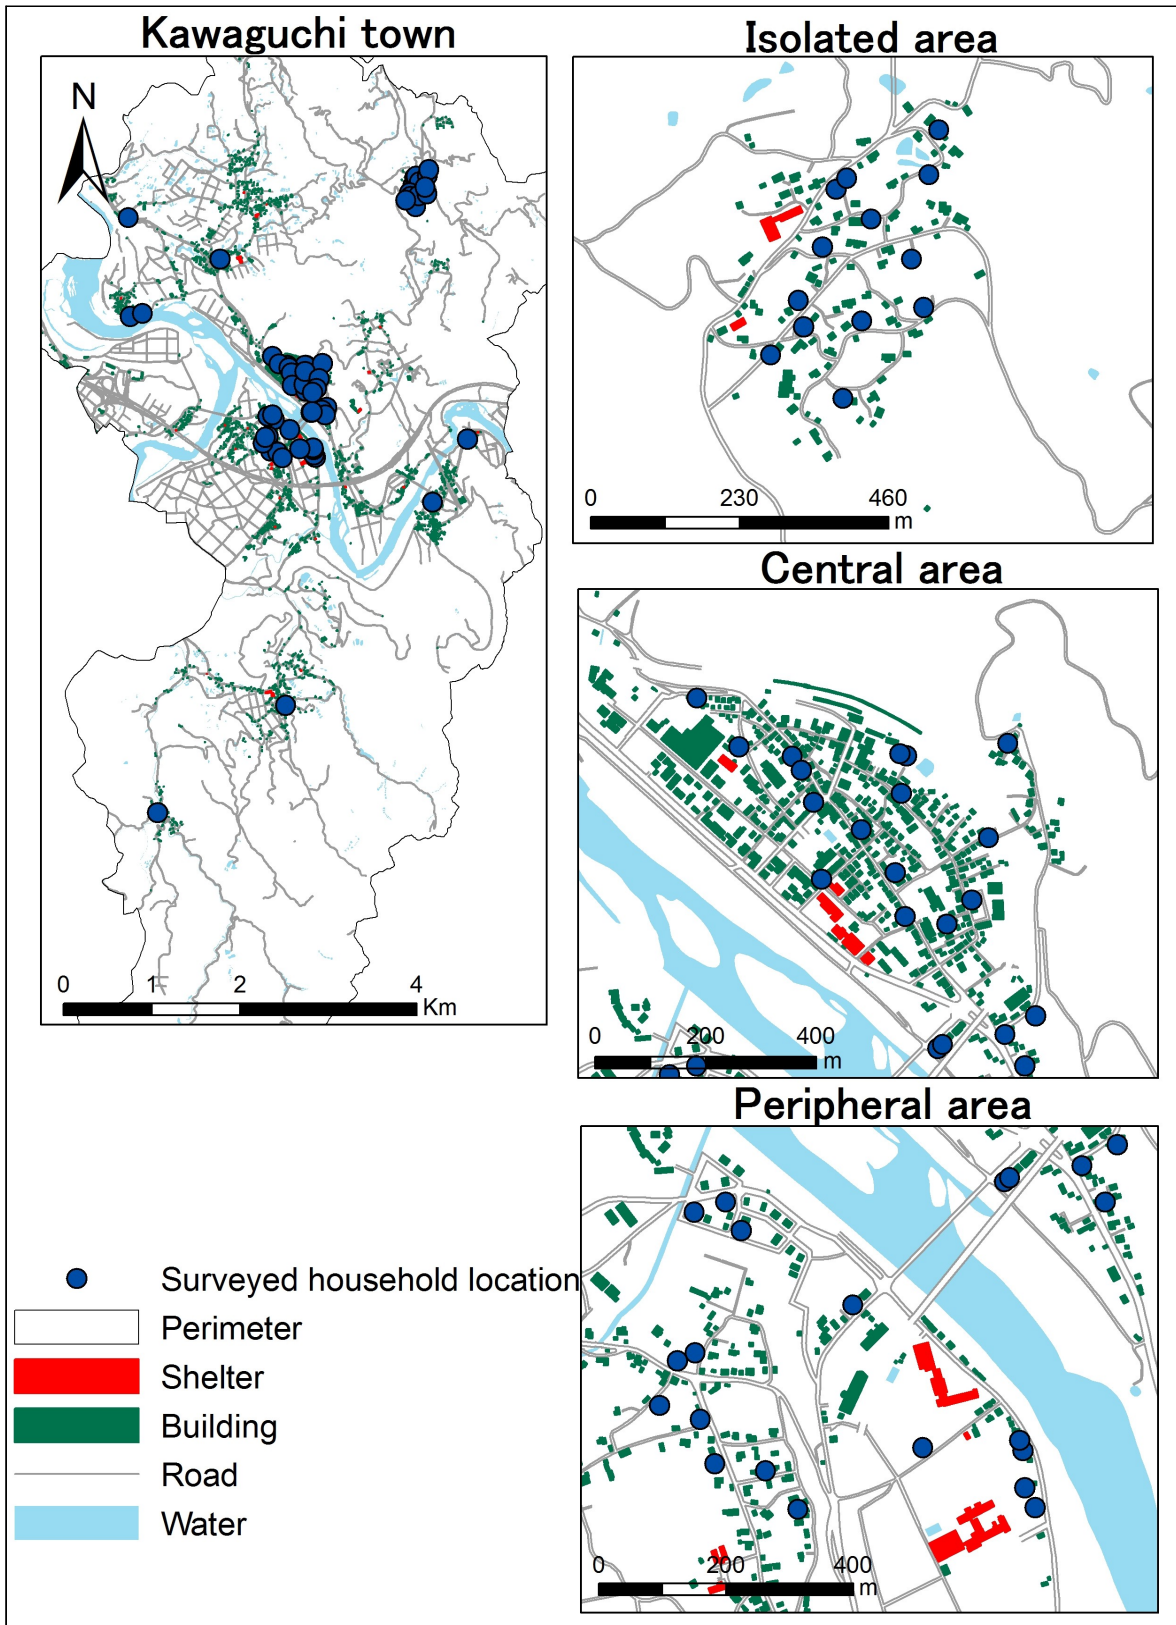 Kawaguchi town
N
0 1 2 4
Km
Isolated area
0 230 460
m
Central area
0 200 400
m
Peripheral area
0 200 400
m
Surveyed household location
Perimeter
Shelter
Building
Road
Water